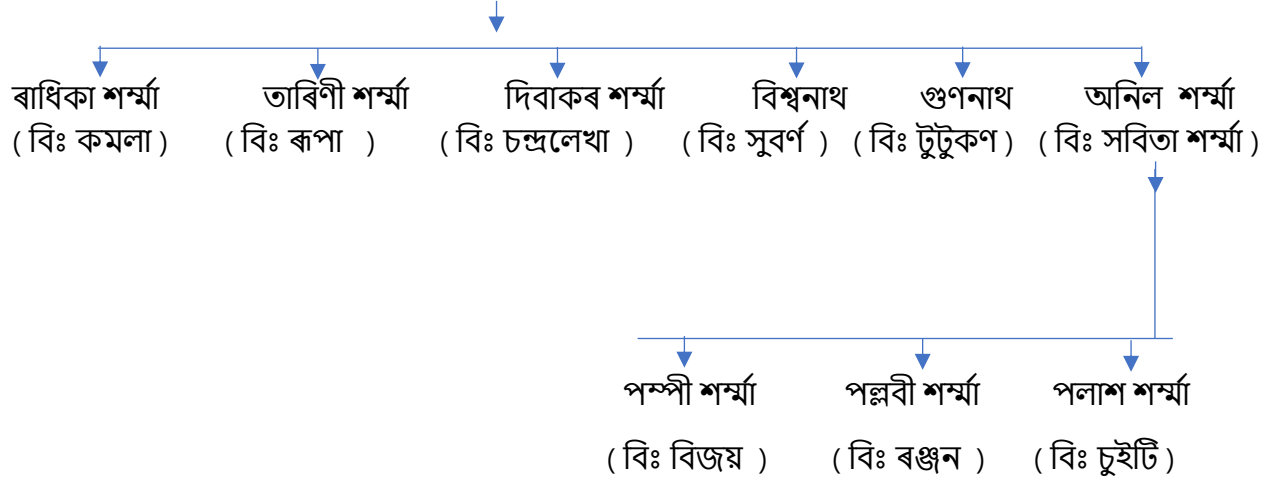 ৰাধিকা শৰ্ম্মা তাৰিণী শৰ্ম্মা দিবাকৰ শৰ্ম্মা বিশ্বনাথ গুণনাথ অনিল শৰ্ম্মা
( বিঃ কমলা ) ( বিঃ ৰূপা ) ( বিঃ চন্দ্ৰলেখা ) ( বিঃ সুবৰ্ণ ) ( বিঃ টুটুকণ ) ( বিঃ সবিতা শৰ্ম্মা )
পম্পী শৰ্ম্মা পল্লবী শৰ্ম্মা পলাশ শৰ্ম্মা
( বিঃ বিজয় ) ( বিঃ ৰঞ্জন ) ( বিঃ চুইটি )